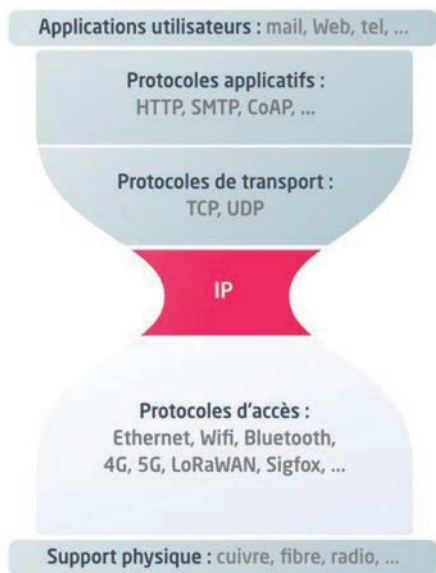 Applications utilisateurs : mail, Web, tel, ...
Protocoles applicatifs :
HTTP, SMTP, CoAP, ...
Protocoles de transport :
TCP, UDP
IP
Protocoles d'accès :
Ethernet, Wifi, Bluetooth,
4G, 5G, LoRaWAN, Sigfox, ...
Support physique : cuivre, fibre, radio, ...